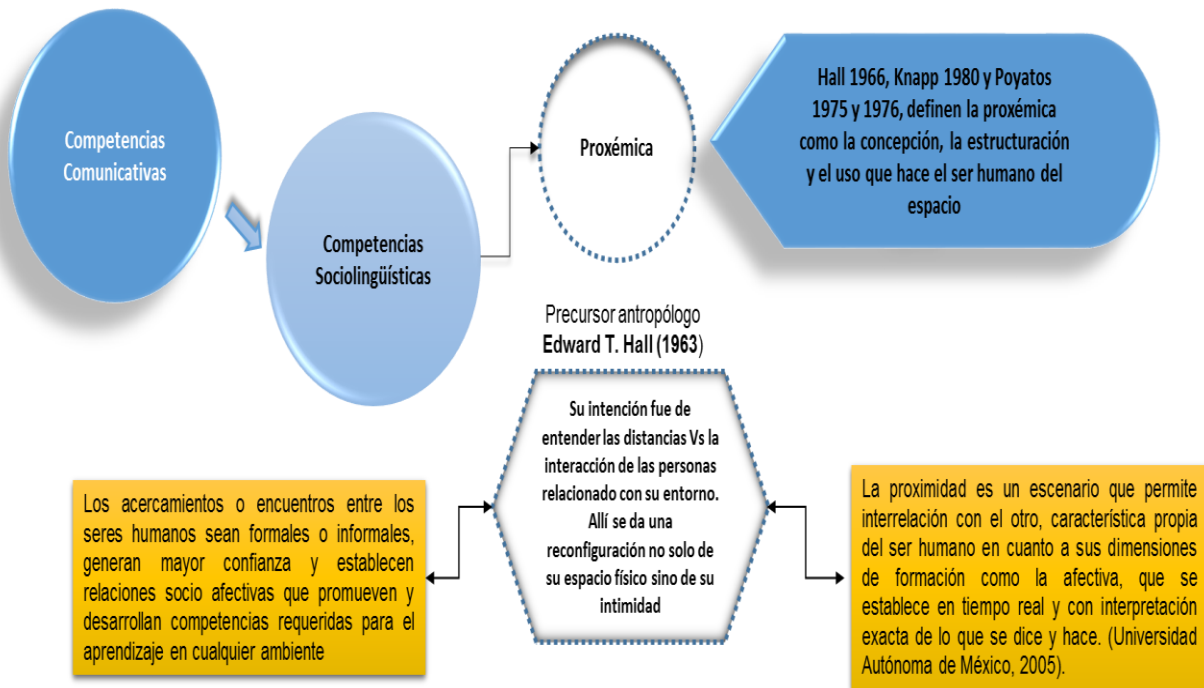 Competencias
Comunicativas
Competencias
Sociolingüísticas
Proxémica
Hall 1966, Knapp 1980 y Poyatos
1975 y 1976, definen la proxémica
como la concepción, la estructuración
y el uso que hace el ser humano del
espacio
Precursor antropólogo
Edward T. Hall (1963)
Su intención fue de
entender las distancias Vs la
interacción de las personas
relacionado con su entorno.
Allí se da una
reconfiguración no solo de
su espacio físico sino de su
intimidad
Los acercamientos o encuentros entre los
seres humanos sean formales o informales,
generan mayor confianza y establecen
relaciones socio afectivas que promueven y
desarrollan competencias requeridas para el
aprendizaje en cualquier ambiente
La proximidad es un escenario que permite
interrelación con el otro, característica propia
del ser humano en cuanto a sus dimensiones
de formación como la afectiva, que se
establece en tiempo real y con interpretación
exacta de lo que se dice y hace. (Universidad
Autónoma de México, 2005).